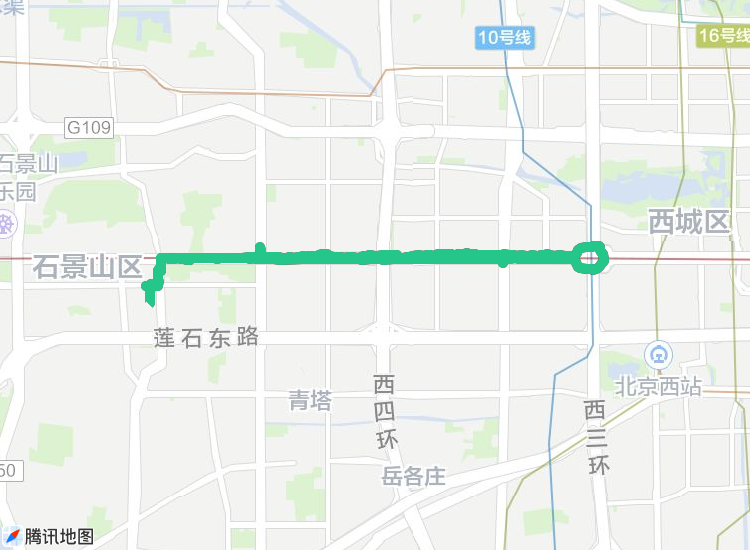 渠
10号线
16号线
G109
石景山
乐园
西城区
石景山区
莲石东路
北京西站
青塔
西四环
西三环
岳各庄
50
腾讯地图